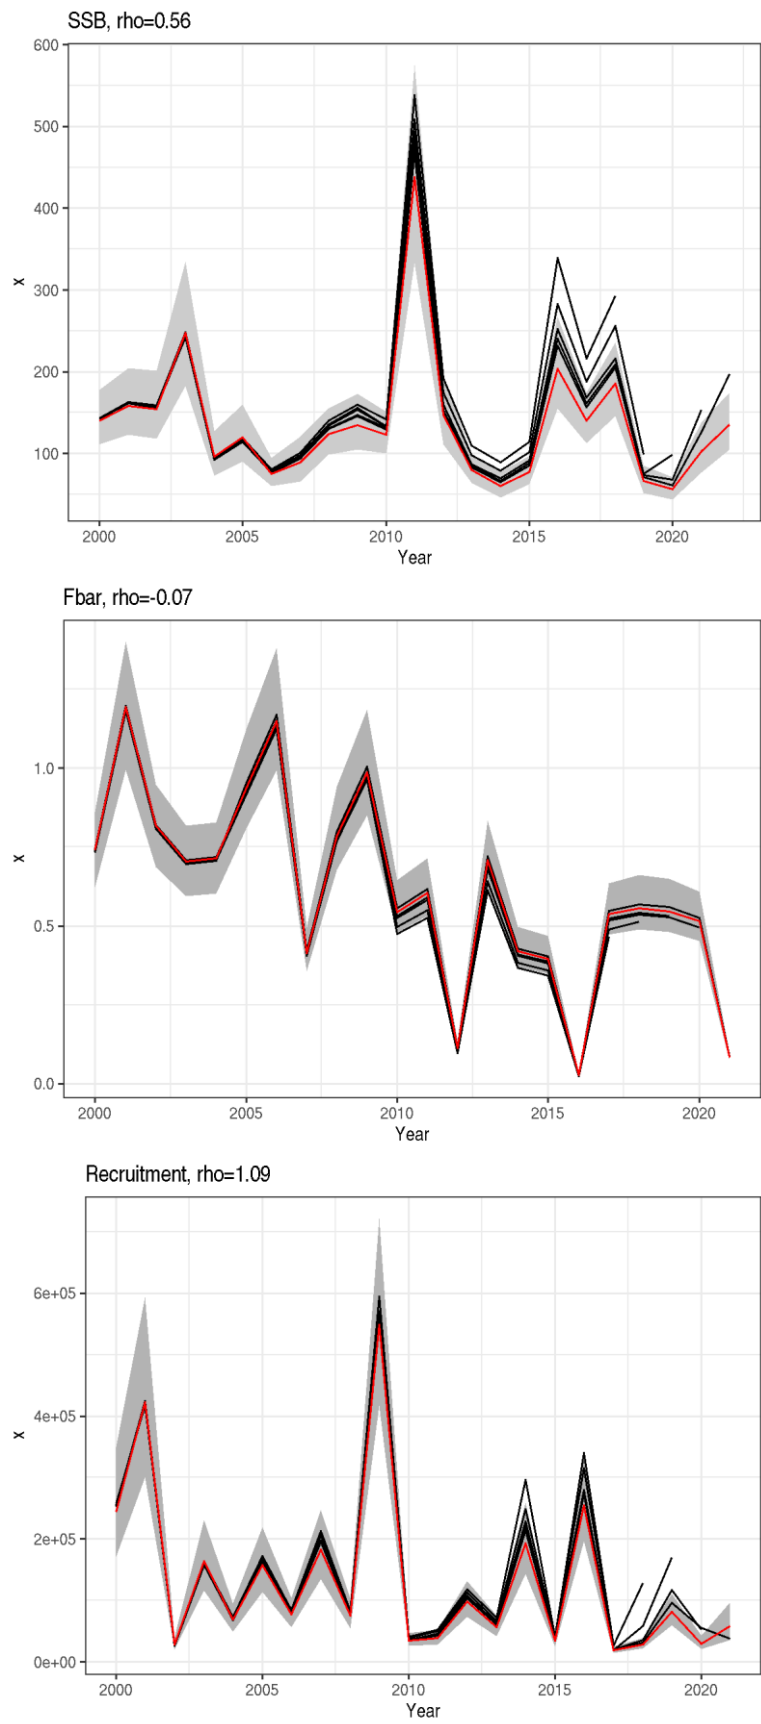 SSB, rho=0.56
600
500
400
300
200
100
x
2000 2005 2010 2015 2020
Year
Fbar, rho=-0.07
1.0
0.5
0.0
x
2000 2005 2010 2015 2020
Year
Recruitment, rho=1.09
6e+05
4e+05
2e+05
0e+00
x
2000 2005 2010 2015 2020
Year